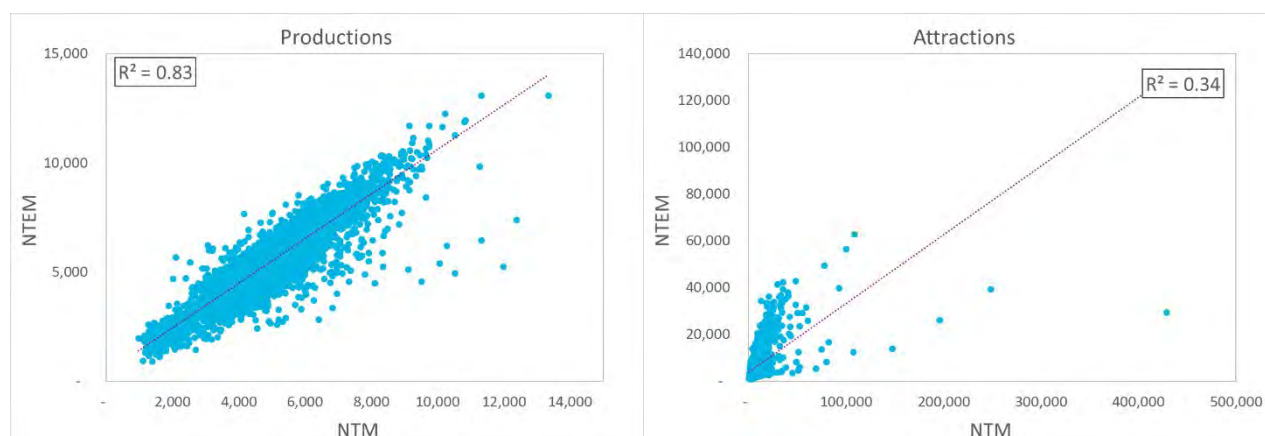 Productions
15,000
R² = 0.83
10,000
NTEM
5,000
-
- 2,000 4,000 6,000 8,000 10,000 12,000 14,000
NTM
Attractions
140,000
R² = 0.34
120,000
100,000
80,000
NTEM
60,000
40,000
20,000
-
- 100,000 200,000 300,000 400,000 500,000
NTM